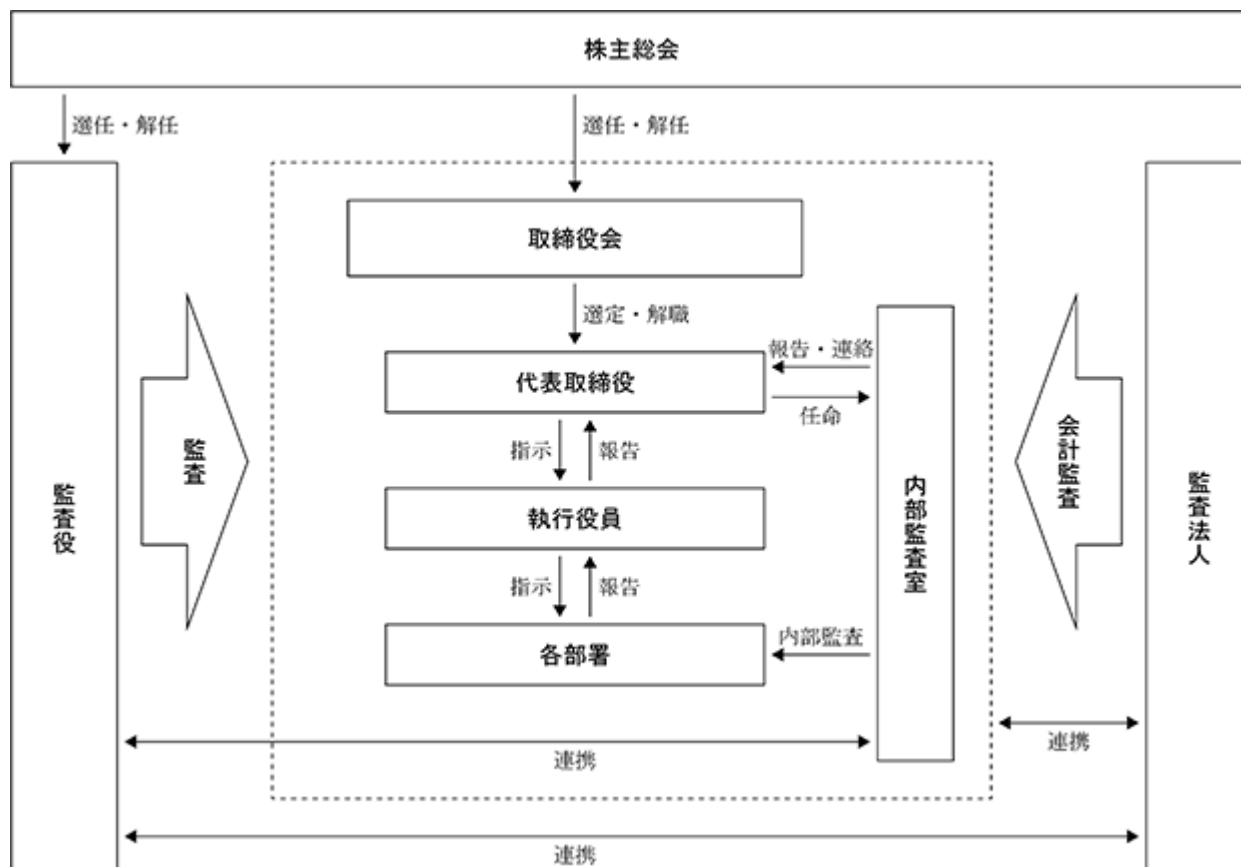 株主総会
選任・解任
選任・解任
取締役会
選定・解職
代表取締役
報告・連絡
任命
指示
報告
執行役員
指示
報告
各部署
内部監査
内部監査室
監査役
監査
会計監査
監査法人
連携
連携
連携